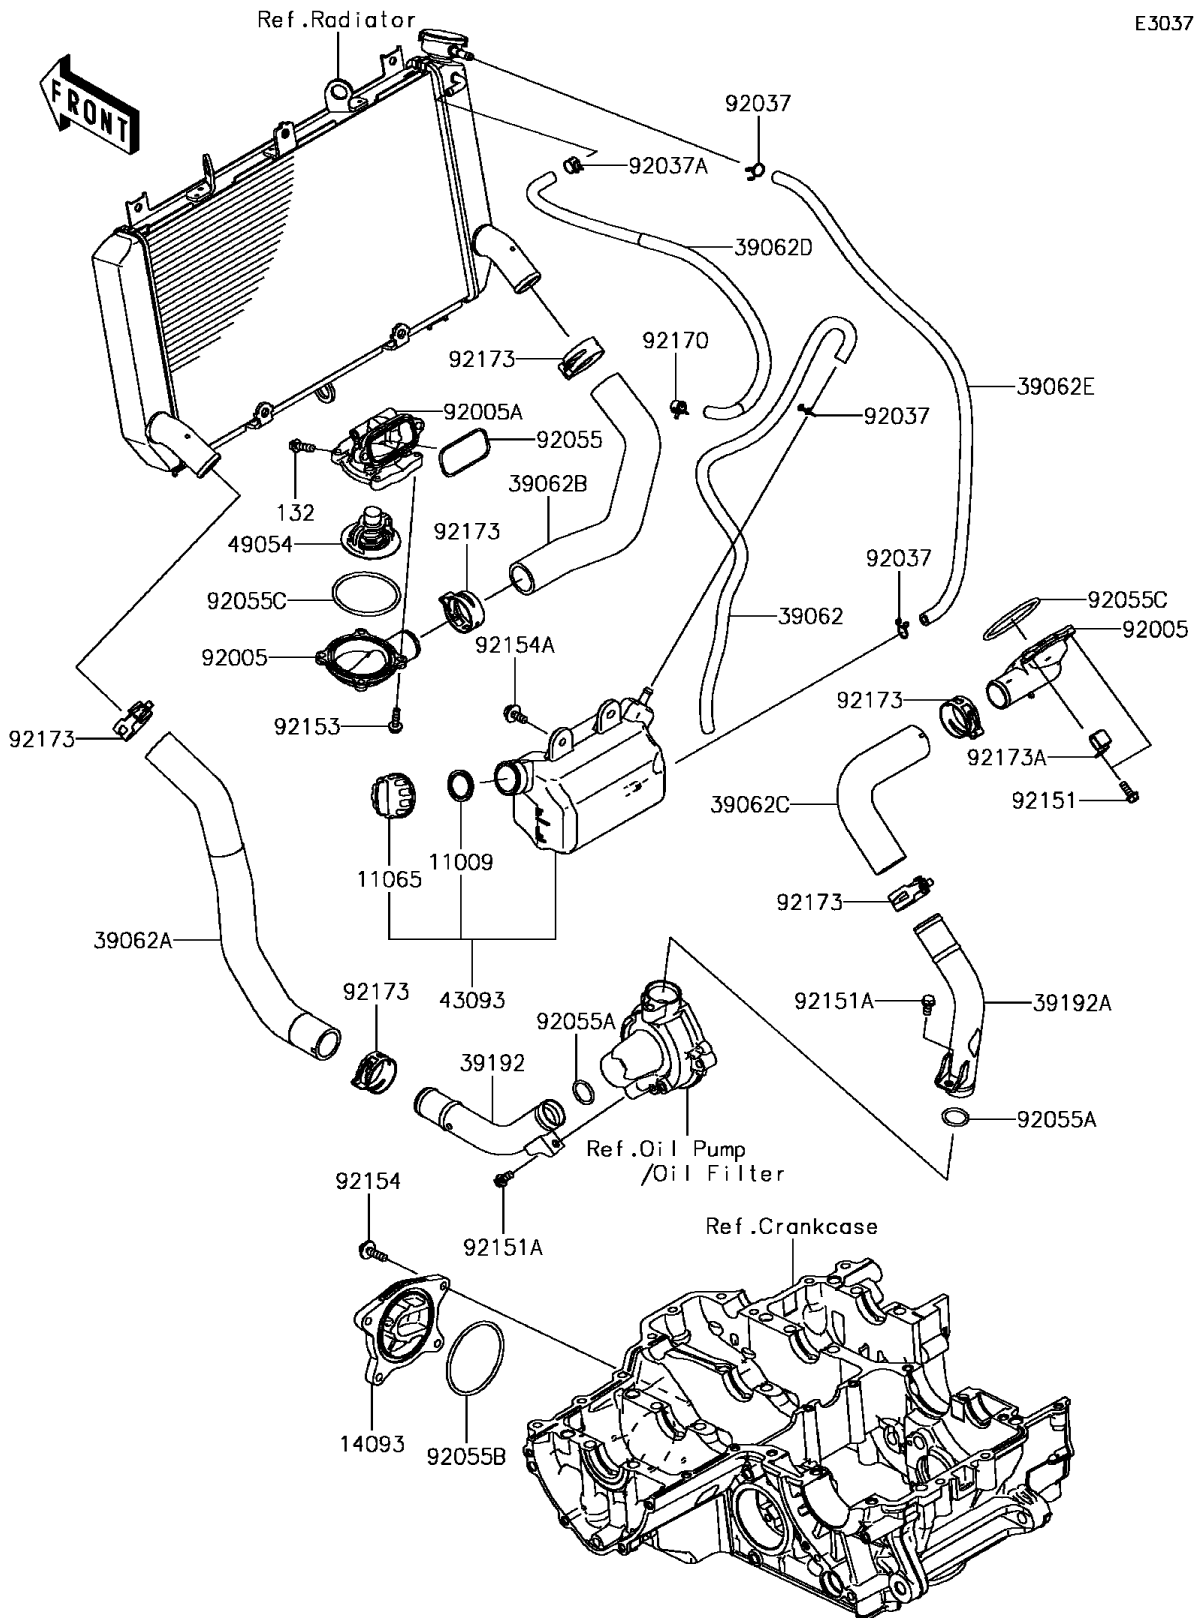 Ref.Radiator
E3037
FRONT
92037
92037A
39062D
92173
92170
39062E
92005A
92037
92055
132
39062B
49054
92173
92037
92055C
92055C
39062
92005
92005
92154A
92173
92153
92173
92173A
39062C
92151
11009
11065
92173
39062A
92173
43093
92151A
39192A
92055A
39192
92055A
Ref.Oil Pump
/Oil Filter
92154
92151A
Ref.Crankcase
14093
92055B